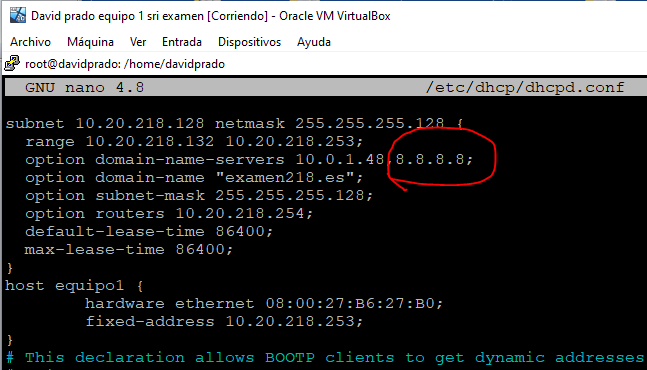 David prado equipo 1 sri examen [Corriendo] - Oracle VM VirtualBox
Archivo Máquina Ver Entrada Dispositivos Ayuda
root@davidprado: /home/davidprado
GNU nano 4.8 /etc/dhcp/dhcpd.conf
subnet 10.20.218.128 netmask 255.255.255.128 {
range 10.20.218.132 10.20.218.253;
option domain-name-servers 10.0.1.48,8.8.8.8;
option domain-name "examen218.es";
option subnet-mask 255.255.255.128;
option routers 10.20.218.254;
default-lease-time 86400;
max-lease-time 86400;
}
host equipo1 {
hardware ethernet 08:00:27:B6:27:B0;
fixed-address 10.20.218.253;
}
# This declaration allows BOOTP clients to get dynamic addresses